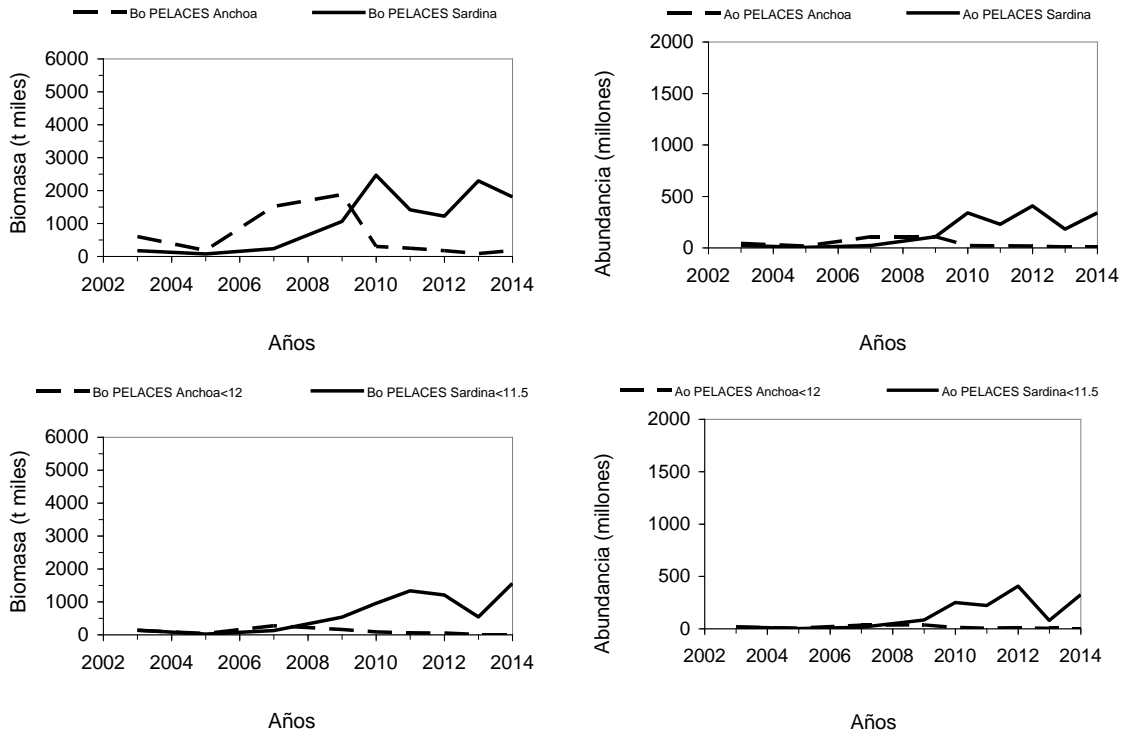 Bo PELACES Anchoa Bo PELACES Sardina
6000
5000
4000
3000
2000
1000
0
2002 2004 2006 2008 2010 2012 2014
Biomasa (t miles)
Años
Ao PELACES Anchoa Ao PELACES Sardina
2000
1500
1000
500
0
2002 2004 2006 2008 2010 2012 2014
Abundancia (millones)
Años
Bo PELACES Anchoa<12 Bo PELACES Sardina<11.5
6000
5000
4000
3000
2000
1000
0
2002 2004 2006 2008 2010 2012 2014
Biomasa (t miles)
Años
Ao PELACES Anchoa<12 Ao PELACES Sardina<11.5
2000
1500
1000
500
0
2002 2004 2006 2008 2010 2012 2014
Abundancia (millones)
Años